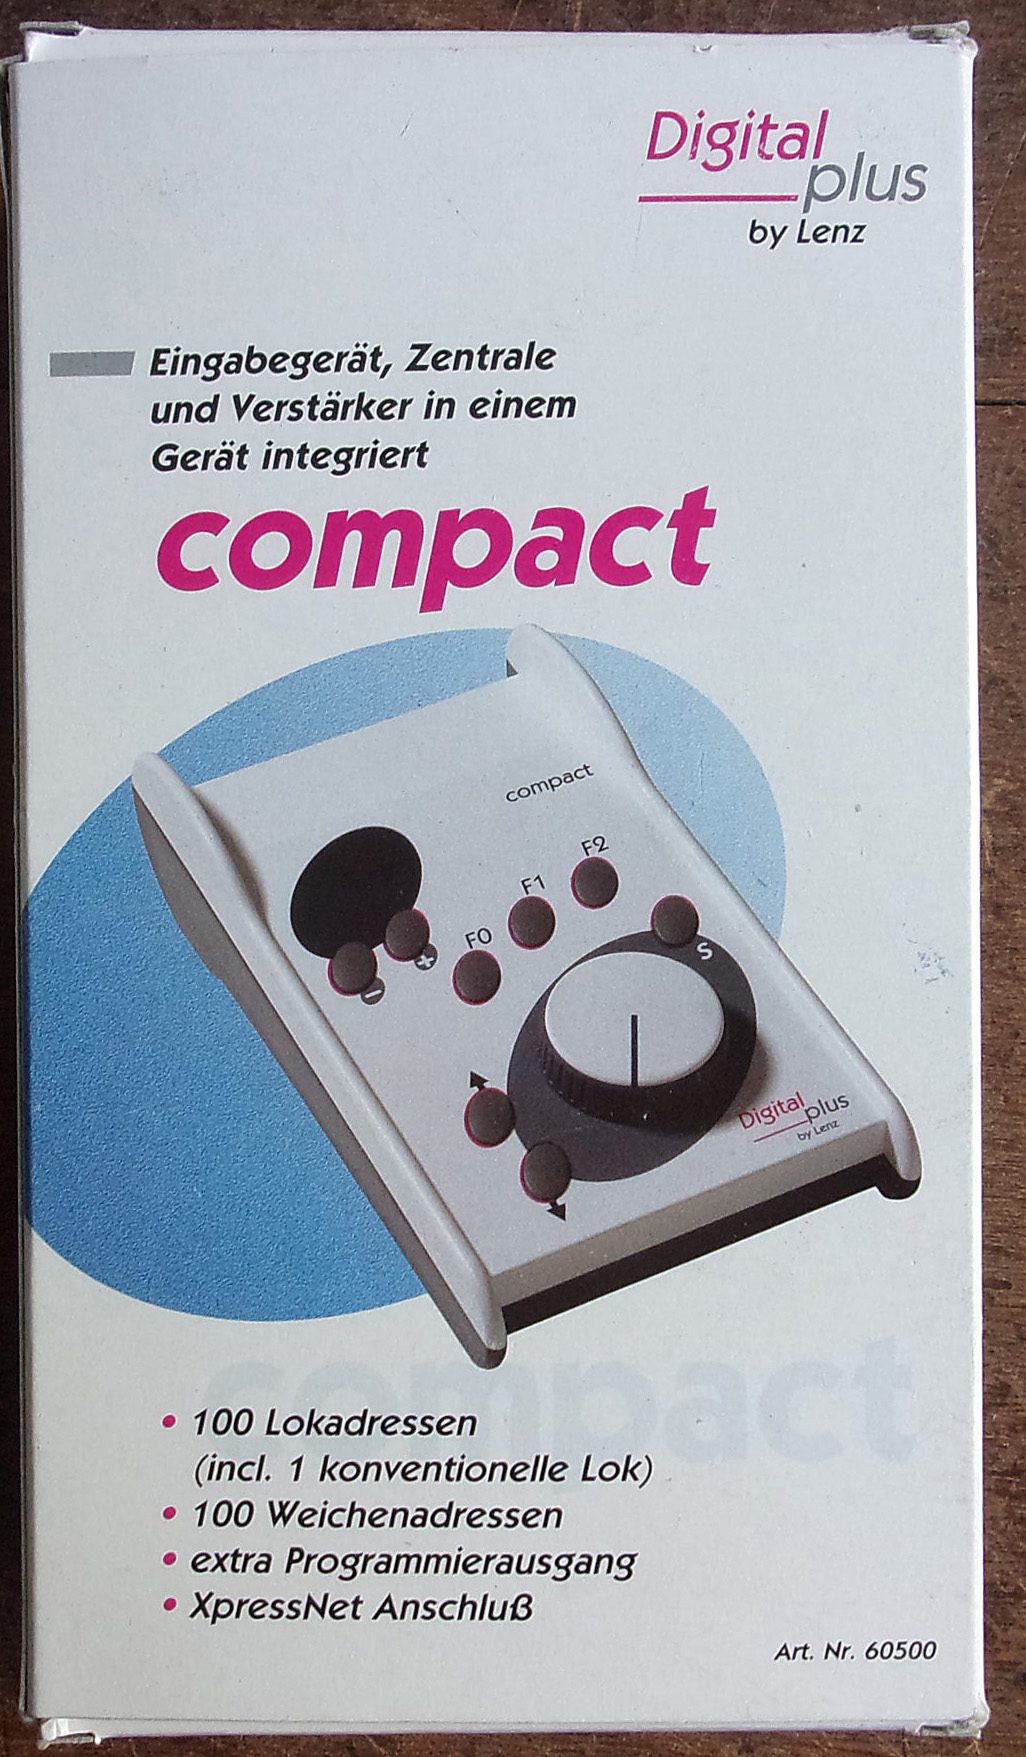 Digital
plus
by Lenz
Eingabegerät, Zentrale
und Verstärker in einem
Gerät integriert
compact
compact
F2
F1
F0
+
–
S
Digital
plus
by Lenz
compact
• 100 Lokadressen
(incl. 1 konventionelle Lok)
• 100 Weichenadressen
• extra Programmierausgang
• XpressNet Anschluß
Art. Nr. 60500